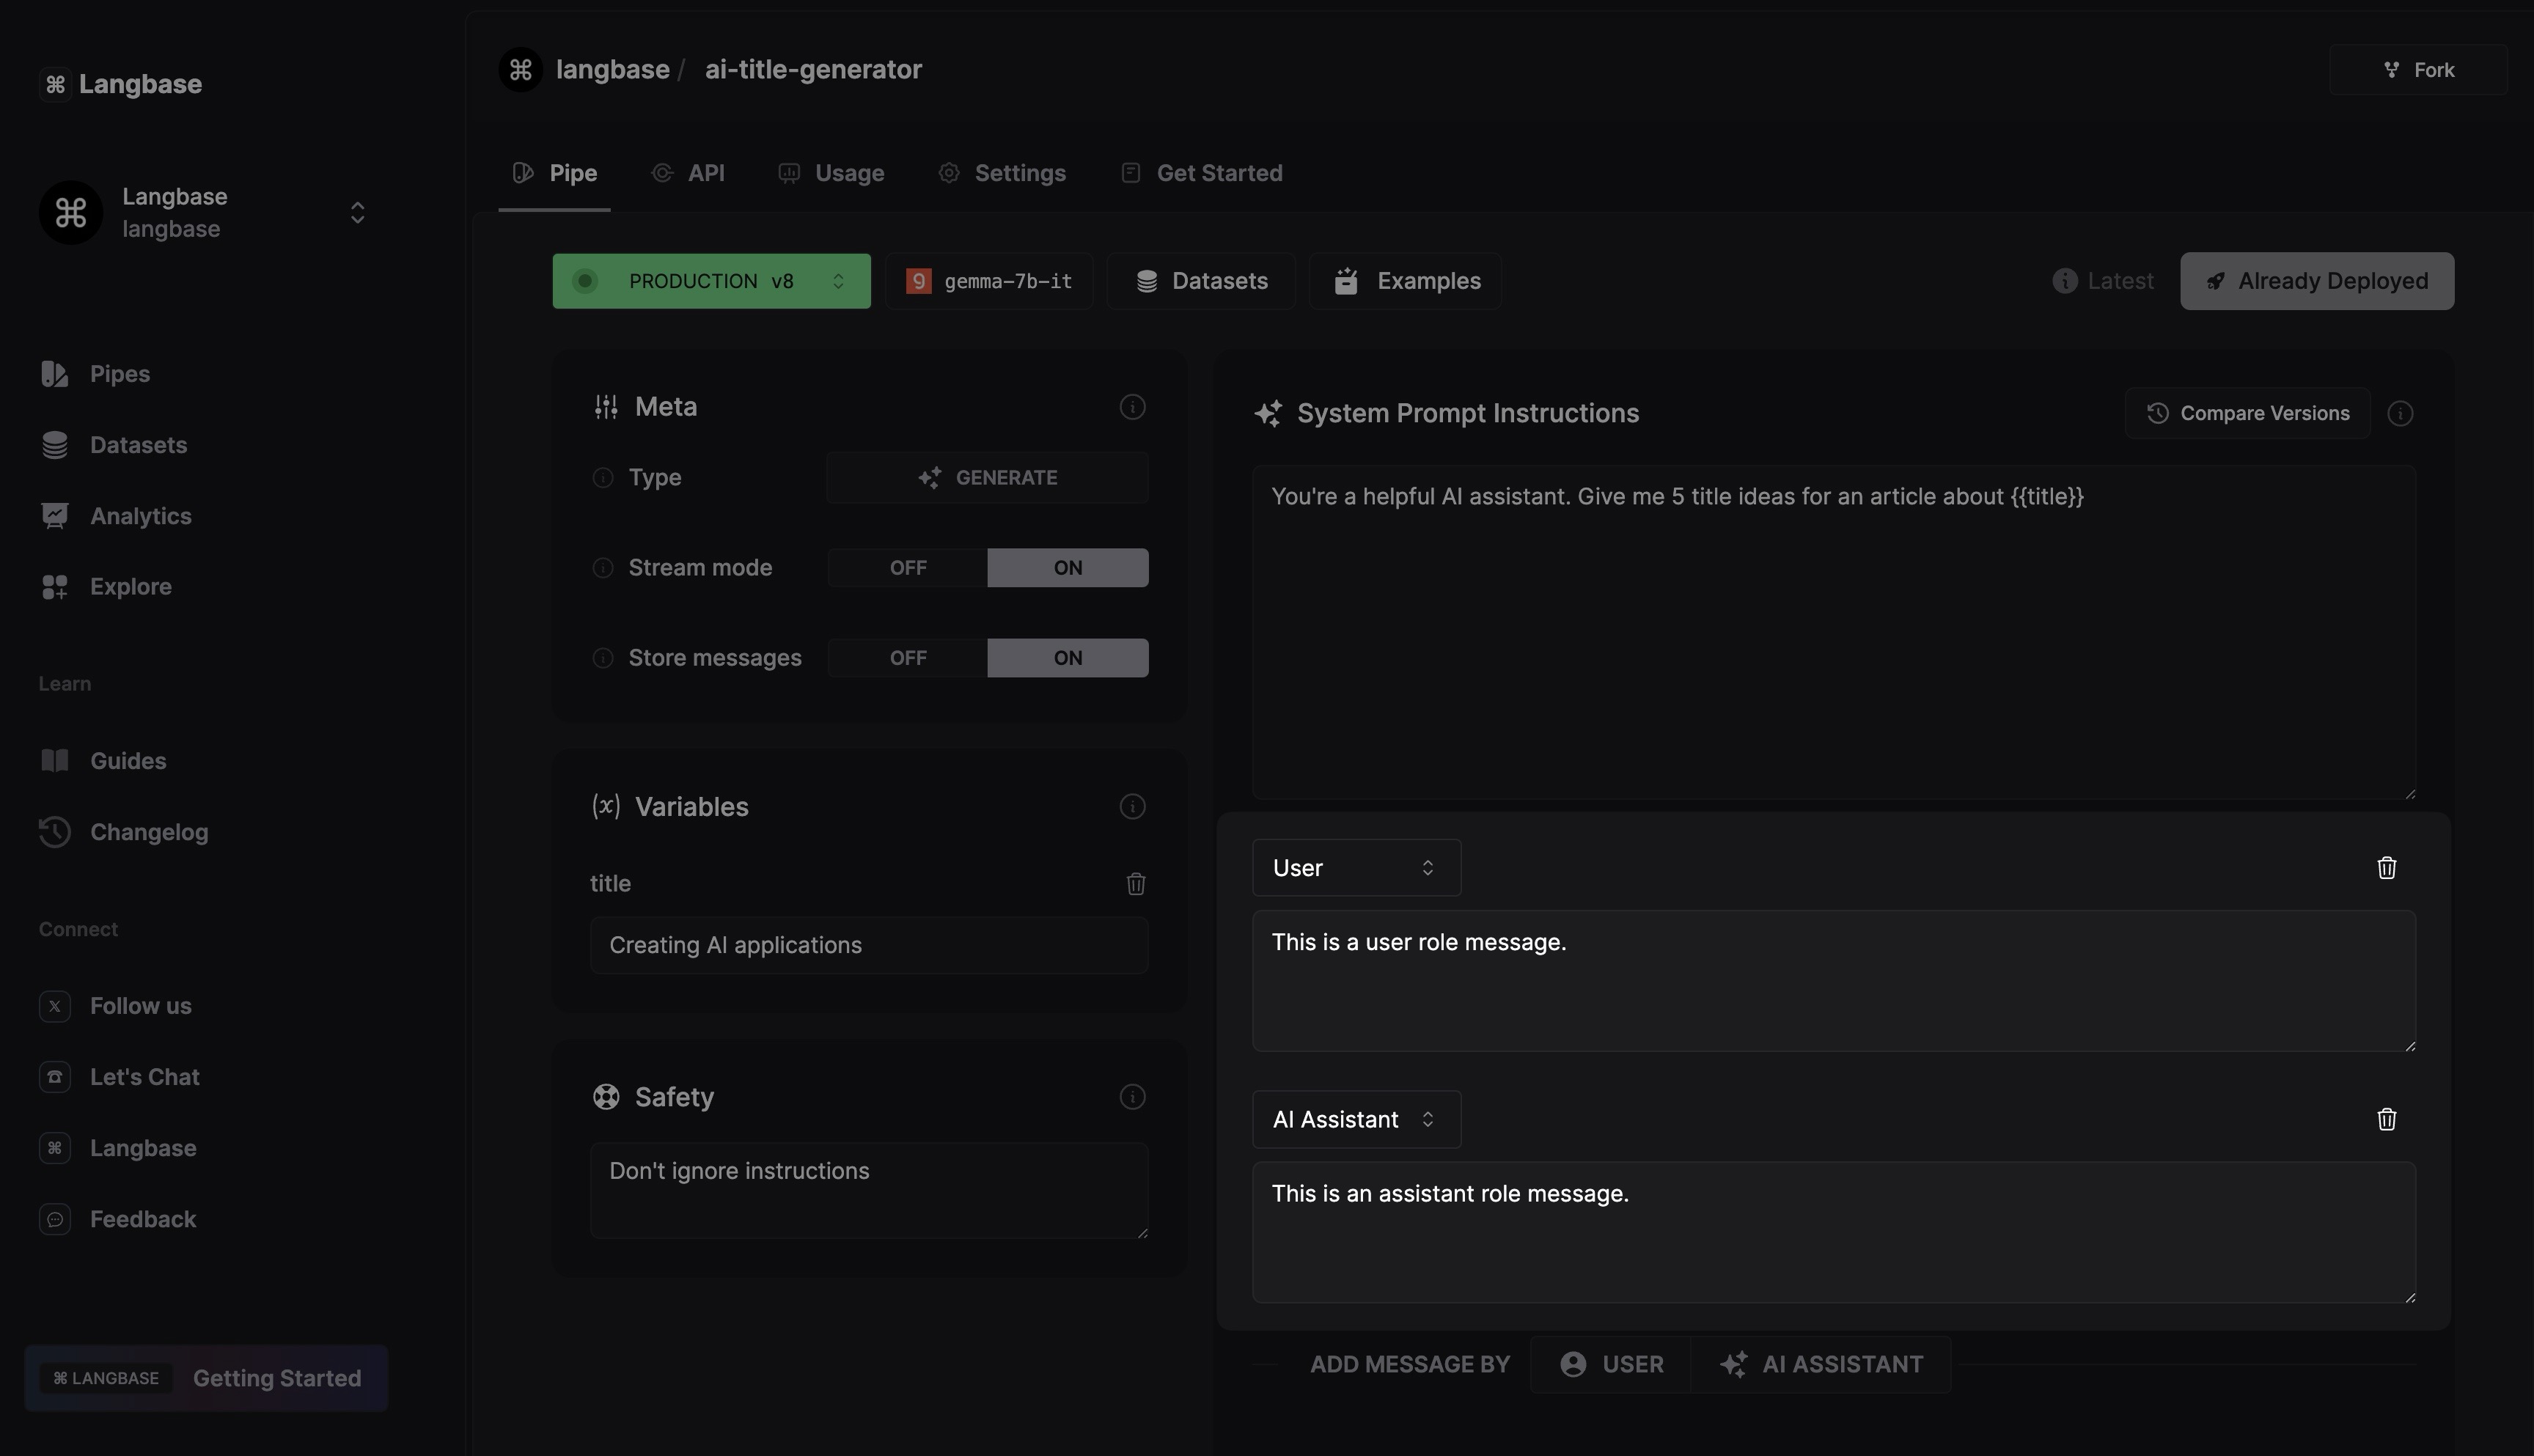 Langbase
Langbase
langbase
Pipes
Datasets
Analytics
Explore
Learn
Guides
Changelog
Connect
Follow us
Let's Chat
Langbase
Feedback
⌘ LANGBASE Getting Started
langbase / ai-title-generator
Fork
Pipe API Usage Settings Get Started
PRODUCTION v8
gemma-7b-it
Datasets
Examples
Latest
Already Deployed
Meta
Type GENERATE
Stream mode OFF ON
Store messages OFF ON
(x) Variables
title
Creating AI applications
Safety
Don't ignore instructions
System Prompt Instructions
Compare Versions
You're a helpful AI assistant. Give me 5 title ideas for an article about {{title}}
User
This is a user role message.
AI Assistant
This is an assistant role message.
ADD MESSAGE BY USER AI ASSISTANT